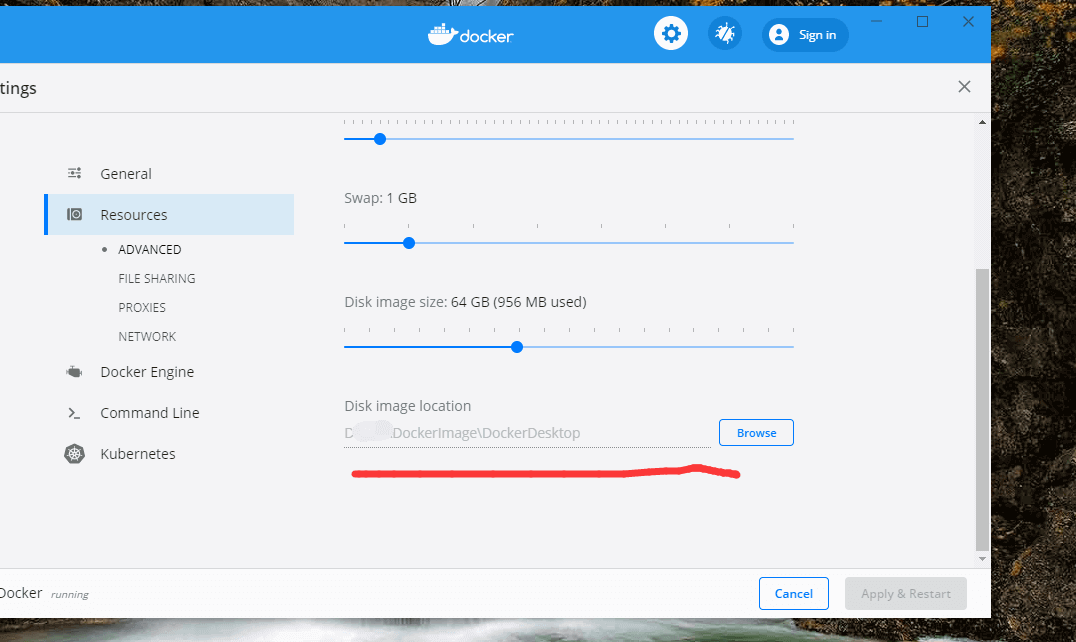 docker
Sign in
tings
General
Resources
ADVANCED
FILE SHARING
PROXIES
NETWORK
Docker Engine
Command Line
Kubernetes
Swap: 1 GB
Disk image size: 64 GB (956 MB used)
Disk image location
DockerImage\DockerDesktop
Browse
Docker running
Cancel
Apply & Restart